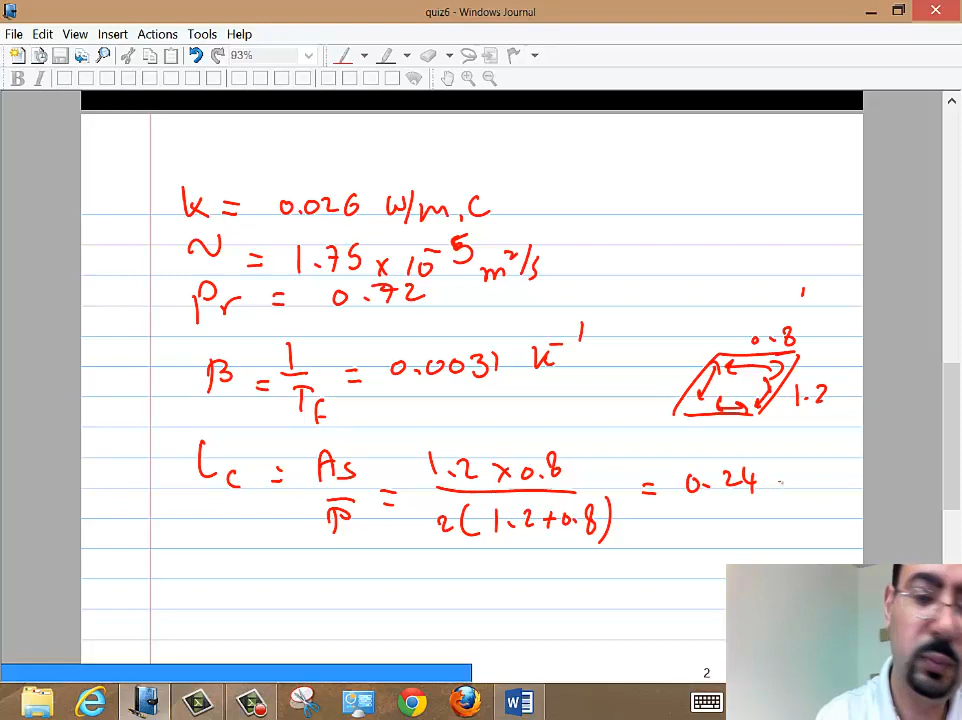 quiz6 - Windows Journal
File Edit View Insert Actions Tools Help
93%
B I
k = 0.026 W/m.C
ν = 1.75 × 10⁻⁵ m²/s
Pr = 0.72
β = 1/T_F = 0.0031 K⁻¹
0.8
1.2
L_c = As/P = 1.2 × 0.8 / 2(1.2+0.8) = 0.24
2